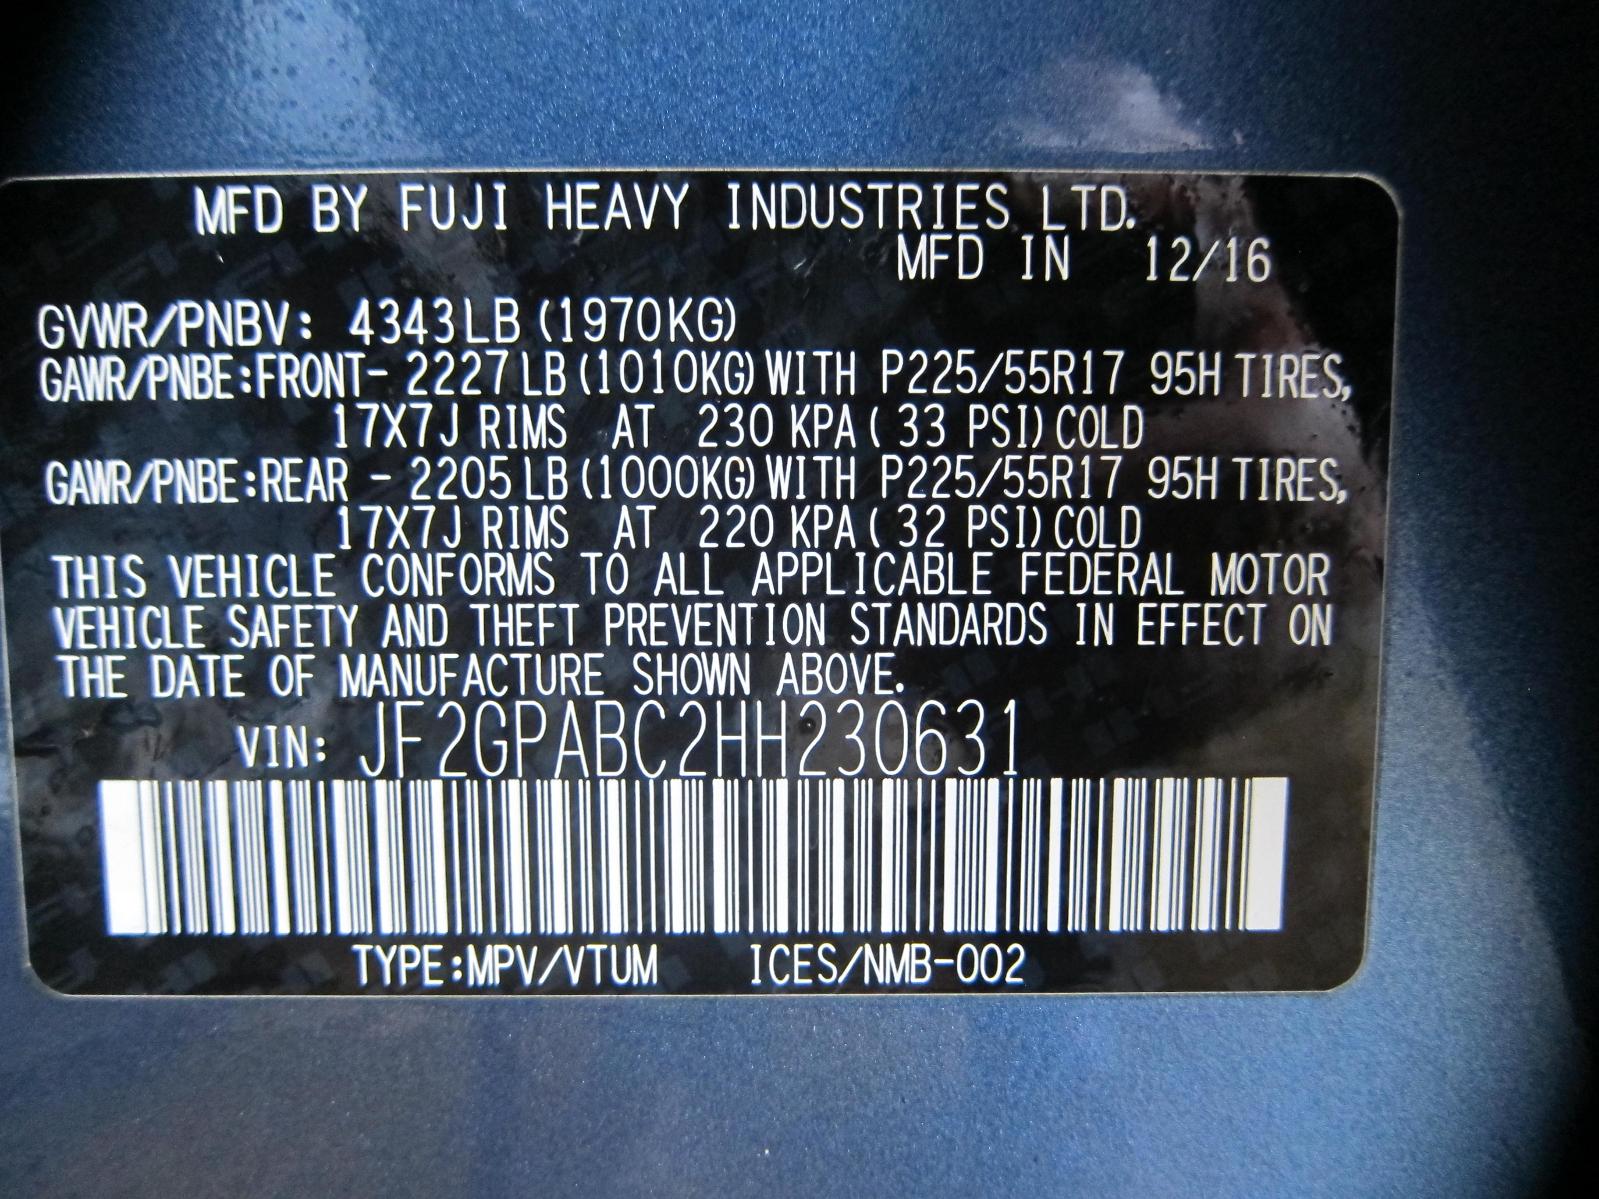 MFD BY FUJI HEAVY INDUSTRIES LTD.
MFD IN 12/16
GVWR/PNBV: 4343LB (1970KG)
GAWR/PNBE:FRONT- 2227LB (1010KG) WITH P225/55R17 95H TIRES,
17X7J RIMS AT 230 KPA ( 33 PSI) COLD
GAWR/PNBE:REAR - 2205LB (1000KG) WITH P225/55R17 95H TIRES,
17X7J RIMS AT 220 KPA ( 32 PSI) COLD
THIS VEHICLE CONFORMS TO ALL APPLICABLE FEDERAL MOTOR
VEHICLE SAFETY AND THEFT PREVENTION STANDARDS IN EFFECT ON
THE DATE OF MANUFACTURE SHOWN ABOVE.
VIN: JF2GPABC2HH230631
TYPE:MPV/VTUM ICES/NMB-002